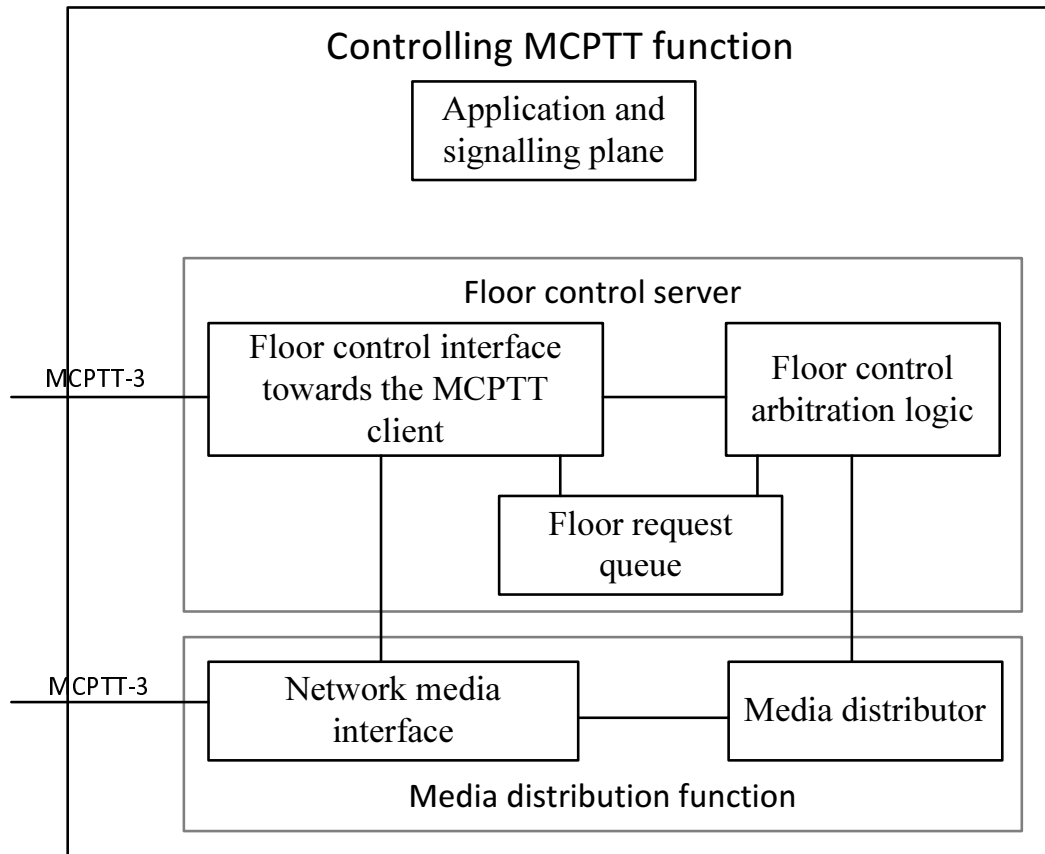 Controlling MCPTT function
Application and
signalling plane
Floor control server
Floor control interface
towards the MCPTT
client
Floor control
arbitration logic
MCPTT-3
Floor request
queue
MCPTT-3
Network media
interface
Media distributor
Media distribution function